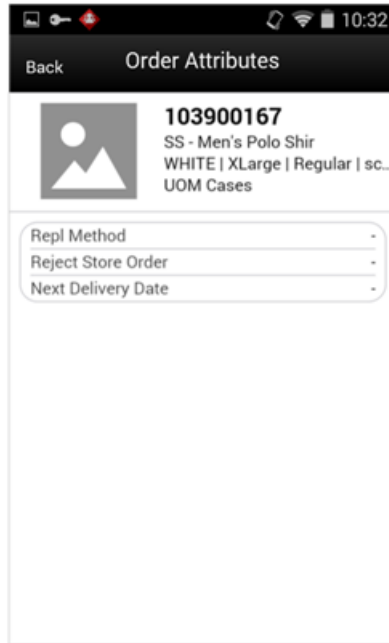 10:32
Back
Order Attributes
103900167
SS - Men's Polo Shir
WHITE | XLarge | Regular | sc..
UOM Cases
Repl Method -
Reject Store Order -
Next Delivery Date -